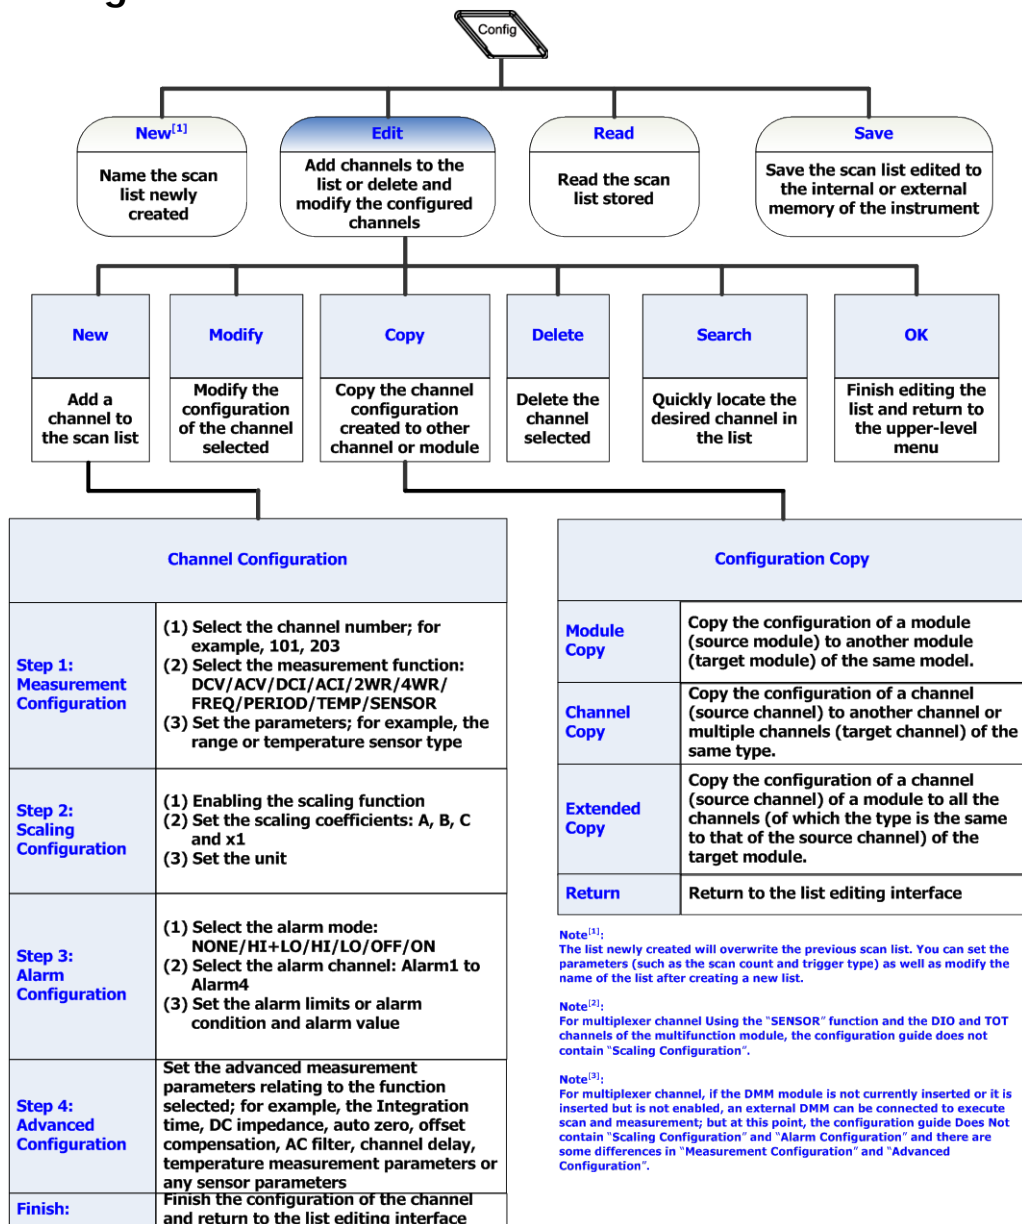 Config
New[1]
Name the scan
list newly
created
Edit
Add channels to the
list or delete and
modify the configured
channels
Read
Read the scan
list stored
Save
Save the scan list edited to
the internal or external
memory of the instrument
New
Add a
channel to
the scan list
Modify
Modify the
configuration
of the channel
selected
Copy
Copy the channel
configuration
created to other
channel or module
Delete
Delete the
channel
selected
Search
Quickly locate the
desired channel in
the list
OK
Finish editing the
list and return to
the upper-level
menu
Channel Configuration
Step 1:
Measurement
Configuration
(1) Select the channel number; for
example, 101, 203
(2) Select the measurement function:
DCV/ACV/DCI/ACI/2WR/4WR/
FREQ/PERIOD/TEMP/SENSOR
(3) Set the parameters; for example, the
range or temperature sensor type
Step 2:
Scaling
Configuration
(1) Enabling the scaling function
(2) Set the scaling coefficients: A, B, C
and x1
(3) Set the unit
Step 3:
Alarm
Configuration
(1) Select the alarm mode:
NONE/HI+LO/HI/LO/OFF/ON
(2) Select the alarm channel: Alarm1 to
Alarm4
(3) Set the alarm limits or alarm
condition and alarm value
Step 4:
Advanced
Configuration
Set the advanced measurement
parameters relating to the function
selected; for example, the Integration
time, DC impedance, auto zero, offset
compensation, AC filter, channel delay,
temperature measurement parameters or
any sensor parameters
Finish:
Finish the configuration of the channel
and return to the list editing interface
Configuration Copy
Module
Copy
Copy the configuration of a module
(source module) to another module
(target module) of the same model.
Channel
Copy
Copy the configuration of a channel
(source channel) to another channel or
multiple channels (target channel) of the
same type.
Extended
Copy
Copy the configuration of a channel
(source channel) of a module to all the
channels (of which the type is the same
to that of the source channel) of the
target module.
Return
Return to the list editing interface
Note[1]:
The list newly created will overwrite the previous scan list. You can set the
parameters (such as the scan count and trigger type) as well as modify the
name of the list after creating a new list.
Note[2]:
For multiplexer channel Using the "SENSOR" function and the DIO and TOT
channels of the multifunction module, the configuration guide does not
contain "Scaling Configuration".
Note[3]:
For multiplexer channel, if the DMM module is not currently inserted or it is
inserted but is not enabled, an external DMM can be connected to execute
scan and measurement; but at this point, the configuration guide Does Not
contain "Scaling Configuration" and "Alarm Configuration" and there are
some differences in "Measurement Configuration" and "Advanced
Configuration".